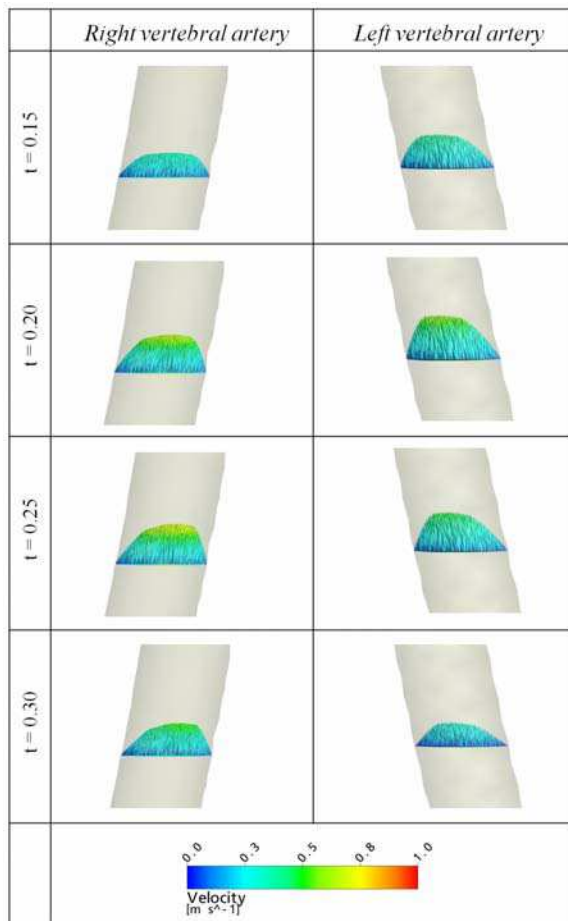 Right vertebral artery
Left vertebral artery
t = 0.15
t = 0.20
t = 0.25
t = 0.30
0.0 0.3 0.5 0.8 1.0
Velocity
[m s^-1]